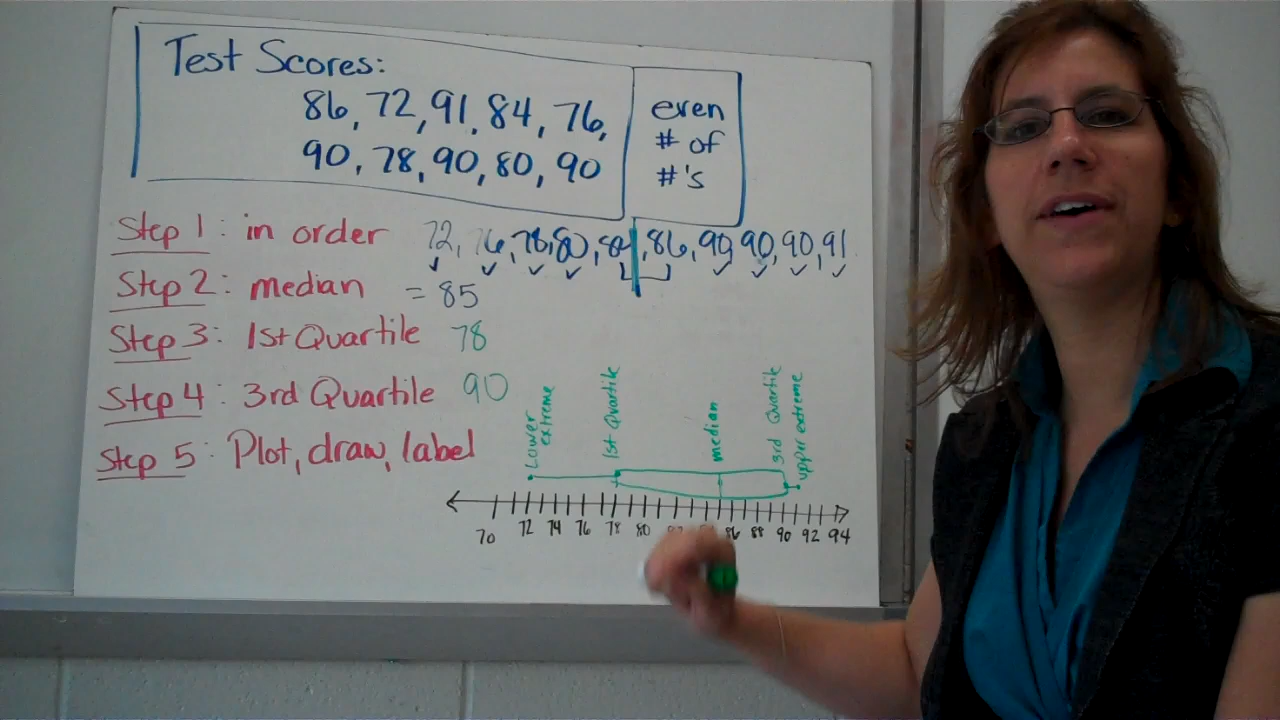 Test Scores:
86, 72, 91, 84, 76,
90, 78, 90, 80, 90
even
# of
#'s
Step 1: in order 72, 76, 78, 80, 84, 86, 90, 90, 90, 91
Step 2: median = 85
Step 3: 1st Quartile 78
Step 4: 3rd Quartile 90
Step 5: Plot, draw, label
Lower
extreme
1st Quartile
median
3rd Quartile
upper extreme
70 72 74 76 78 80 86 88 90 92 94